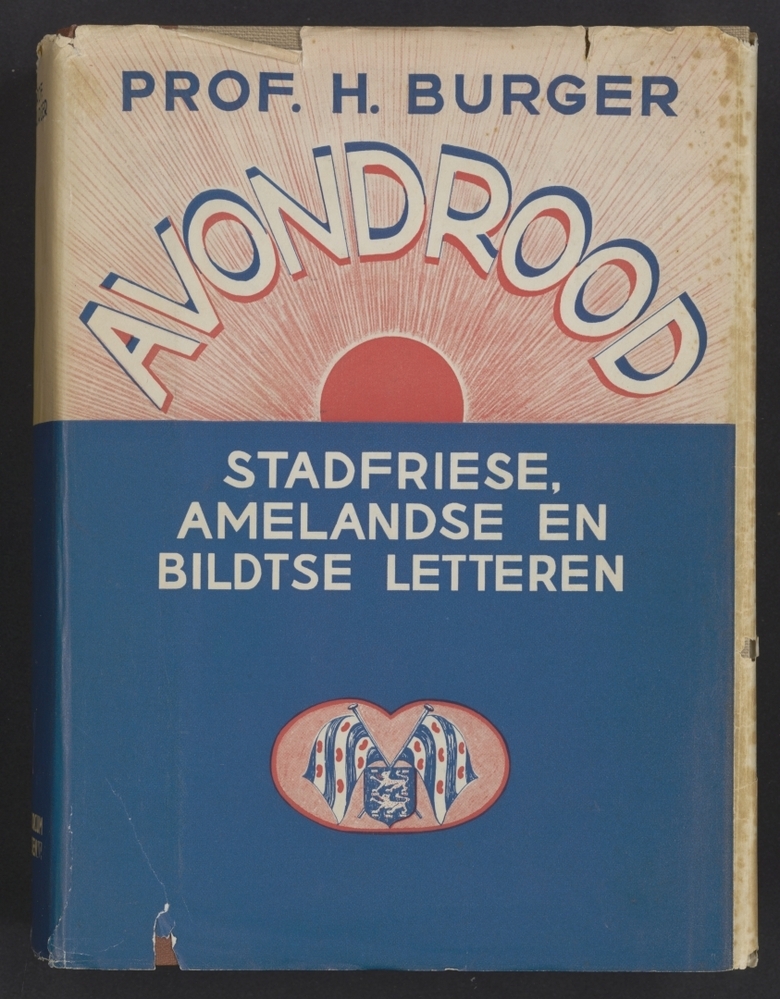 PROF. H. BURGER
AVONDROOD
STADFRIESE,
AMELANDSE EN
BILDTSE LETTEREN